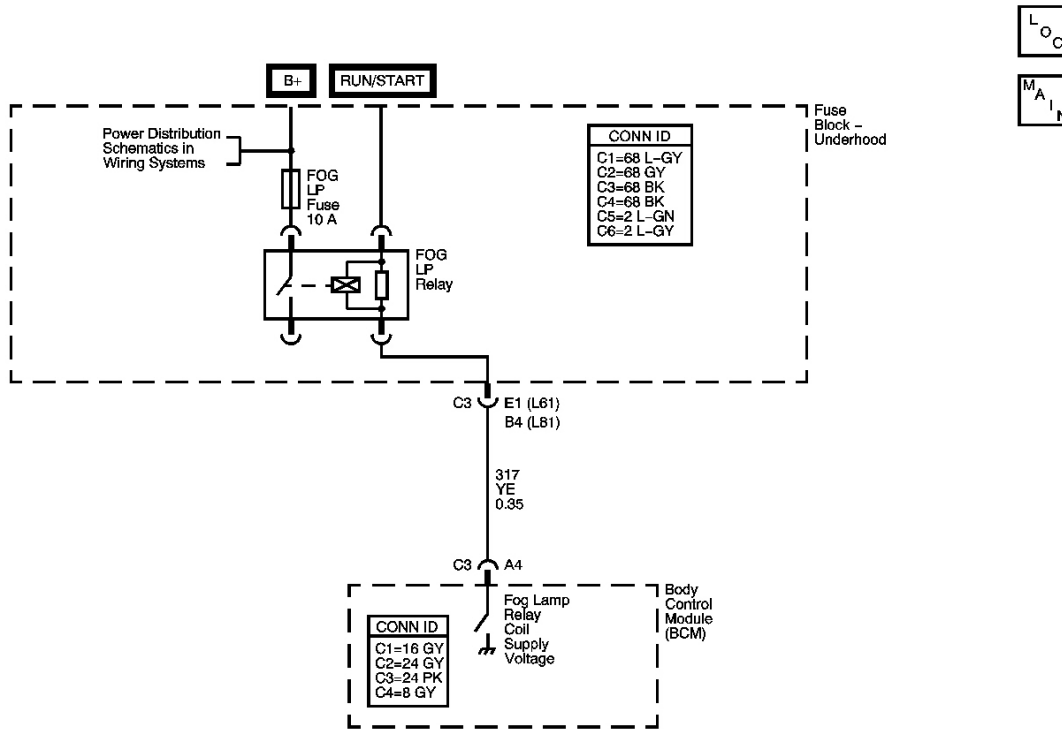 B+
RUN/START
L
O
C
M
A
I
N
Power Distribution
Schematics in
Wiring Systems
FOG
LP
Fuse
10 A
CONN ID
C1=68 L-GY
C2=68 GY
C3=68 BK
C4=68 BK
C5=2 L-GN
C6=2 L-GY
Fuse
Block –
Underhood
FOG
LP
Relay
C3
E1 (L61)
B4 (L81)
317
YE
0.35
C3
A4
Fog Lamp
Relay
Coil
Supply
Voltage
Body
Control
Module
(BCM)
CONN ID
C1=16 GY
C2=24 GY
C3=24 PK
C4=8 GY